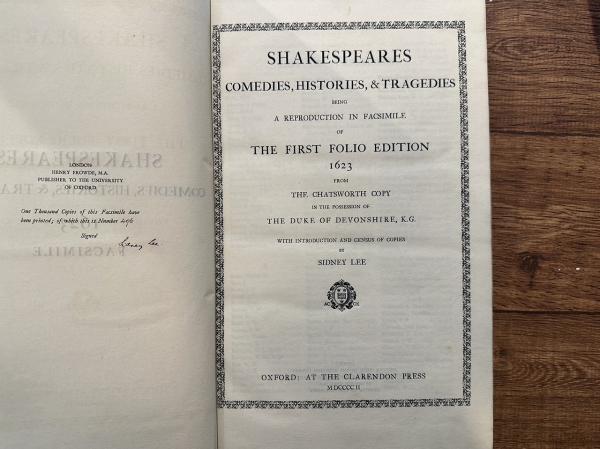 LONDON
HENRY FROWDE, M.A.
PUBLISHER TO THE UNIVERSITY
OF OXFORD
One Thousand Copies of this Facsimile have
been printed; of which this is Number
Signed
Sidney Lee
SHAKESPEARES
COMEDIES, HISTORIES, & TRAGEDIES
BEING
A REPRODUCTION IN FACSIMILE
OF
THE FIRST FOLIO EDITION
1623
FROM
THE CHATSWORTH COPY
IN THE POSSESSION OF
THE DUKE OF DEVONSHIRE, K.G.
WITH INTRODUCTION AND CENSUS OF COPIES
BY
SIDNEY LEE
OXFORD: AT THE CLARENDON PRESS
MDCCCCII